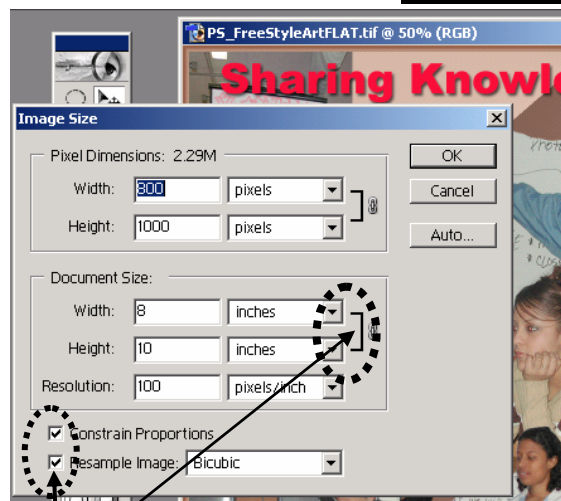 PS_FreeStyleArtFLAT.tif @ 50% (RGB)
Sharing Knowle
Image Size
Pixel Dimensions: 2.29M
OK
Width: 800 pixels
Cancel
Height: 1000 pixels
Auto...
Document Size:
Width: 8 inches
Height: 10 inches
Resolution: 100 pixels/inch
Constrain Proportions
Resample Image: Bicubic